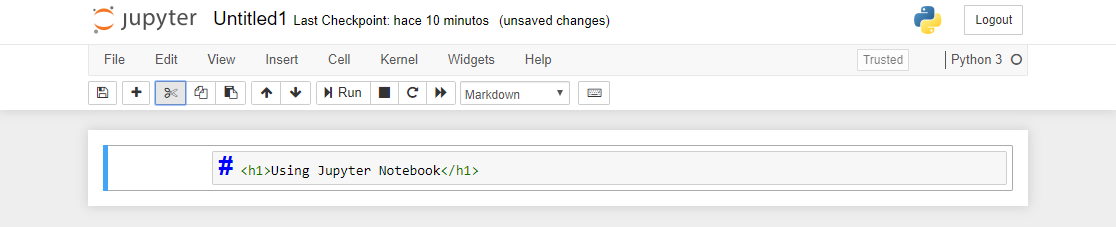 jupyter Untitled1 Last Checkpoint: hace 10 minutos (unsaved changes) Logout
File Edit View Insert Cell Kernel Widgets Help Trusted Python 3
Run Markdown
# <h1>Using Jupyter Notebook</h1>